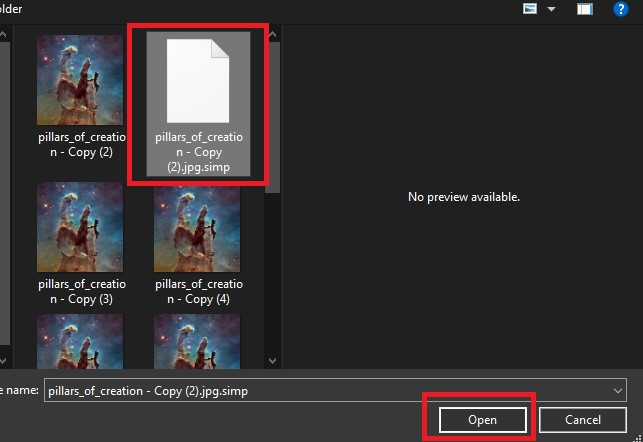 older
?
pillars_of_creatio
n - Copy (2)
pillars_of_creatio
n - Copy
(2).jpg.simp
No preview available.
pillars_of_creatio
n - Copy (3)
pillars_of_creatio
n - Copy (4)
e name:
pillars_of_creation - Copy (2).jpg.simp
Open
Cancel